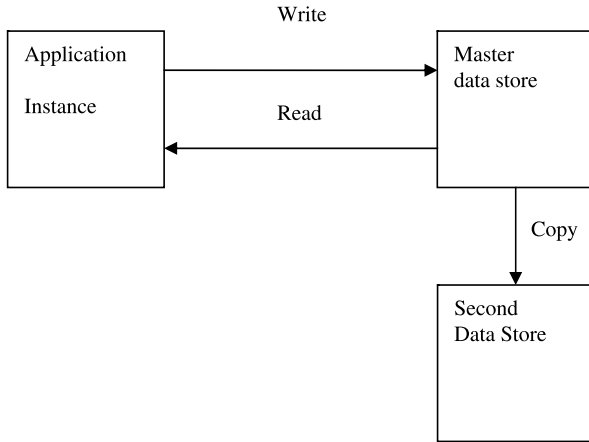 Write
Application
Instance
Master
data store
Read
Copy
Second
Data Store